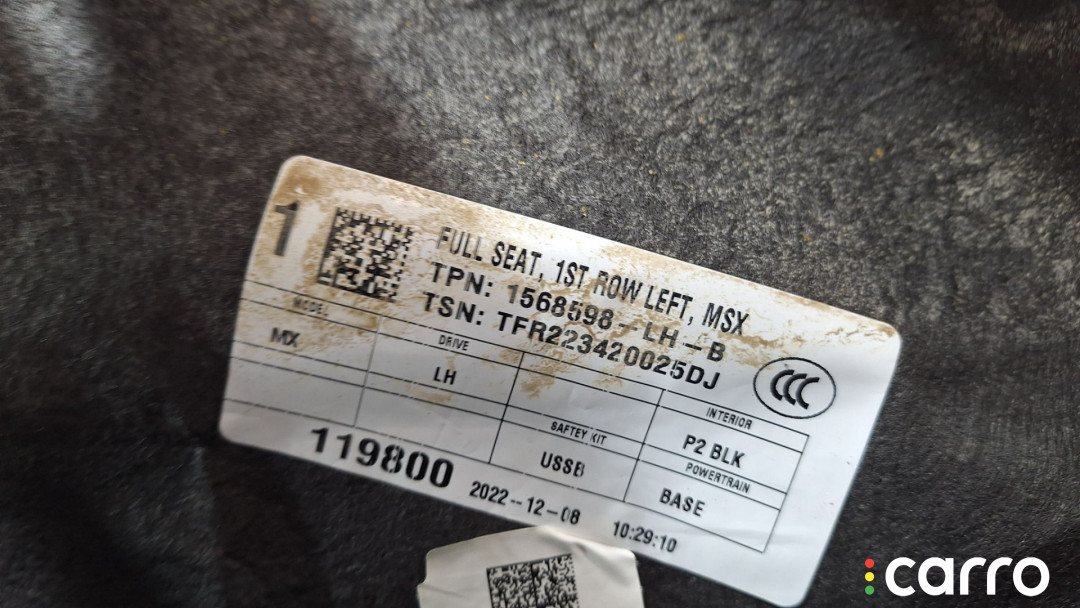 1
FULL SEAT, 1ST ROW LEFT, MSX
TPN: 1568598-LH-B
TSN: TFR223420025DJ
CCC
MODEL
DRIVE
INTERIOR
MX
LH
P2 BLK
SAFTEY KIT
POWERTRAIN
USSB
BASE
119800
2022-12-08
10:29:10
carro